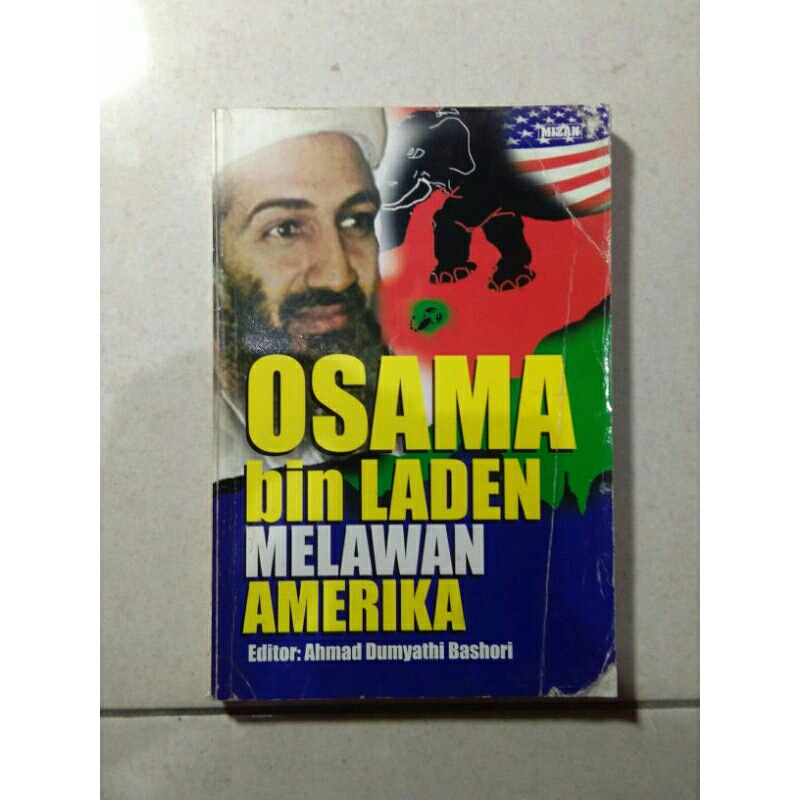 MIZAN
OSAMA
bin LADEN
MELAWAN
AMERIKA
Editor: Ahmad Dumyathi Bashori